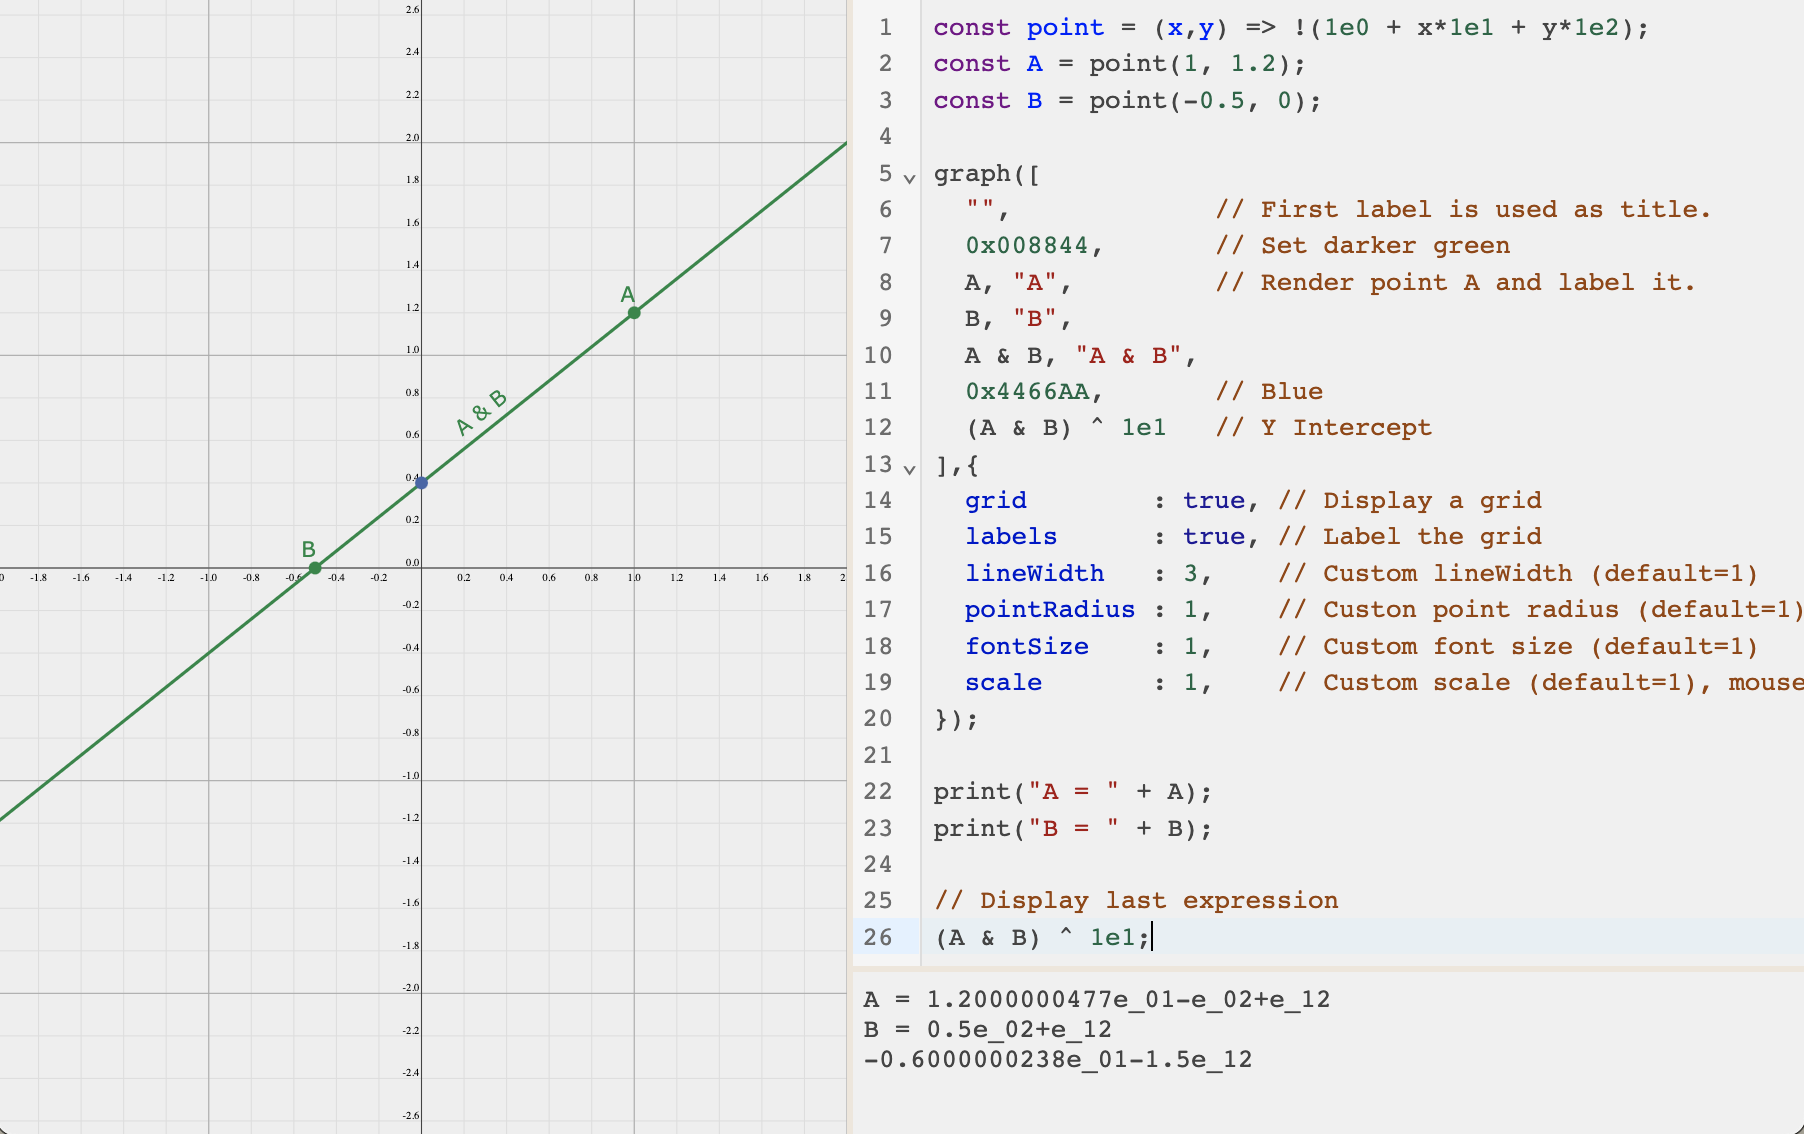 2.6
2.4
2.2
2.0
1.8
1.6
1.4
A
1.2
1.0
0.8
A & B
0.6
0.4
0.2
B
0.0
0 -1.8 -1.6 -1.4 -1.2 -1.0 -0.8 -0.6 -0.4 -0.2 0.2 0.4 0.6 0.8 1.0 1.2 1.4 1.6 1.8 2
-0.2
-0.4
-0.6
-0.8
-1.0
-1.2
-1.4
-1.6
-1.8
-2.0
-2.2
-2.4
-2.6
1 const point = (x,y) => !(1e0 + x*1e1 + y*1e2);
2 const A = point(1, 1.2);
3 const B = point(-0.5, 0);
4
5 graph([
6 "", // First label is used as title.
7 0x008844, // Set darker green
8 A, "A", // Render point A and label it.
9 B, "B",
10 A & B, "A & B",
11 0x4466AA, // Blue
12 (A & B) ^ 1e1 // Y Intercept
13 ],{
14 grid : true, // Display a grid
15 labels : true, // Label the grid
16 lineWidth : 3, // Custom lineWidth (default=1)
17 pointRadius : 1, // Custon point radius (default=1)
18 fontSize : 1, // Custom font size (default=1)
19 scale : 1, // Custom scale (default=1), mouse
20 });
21
22 print("A = " + A);
23 print("B = " + B);
24
25 // Display last expression
26 (A & B) ^ 1e1;
A = 1.2000000477e_01-e_02+e_12
B = 0.5e_02+e_12
-0.6000000238e_01-1.5e_12